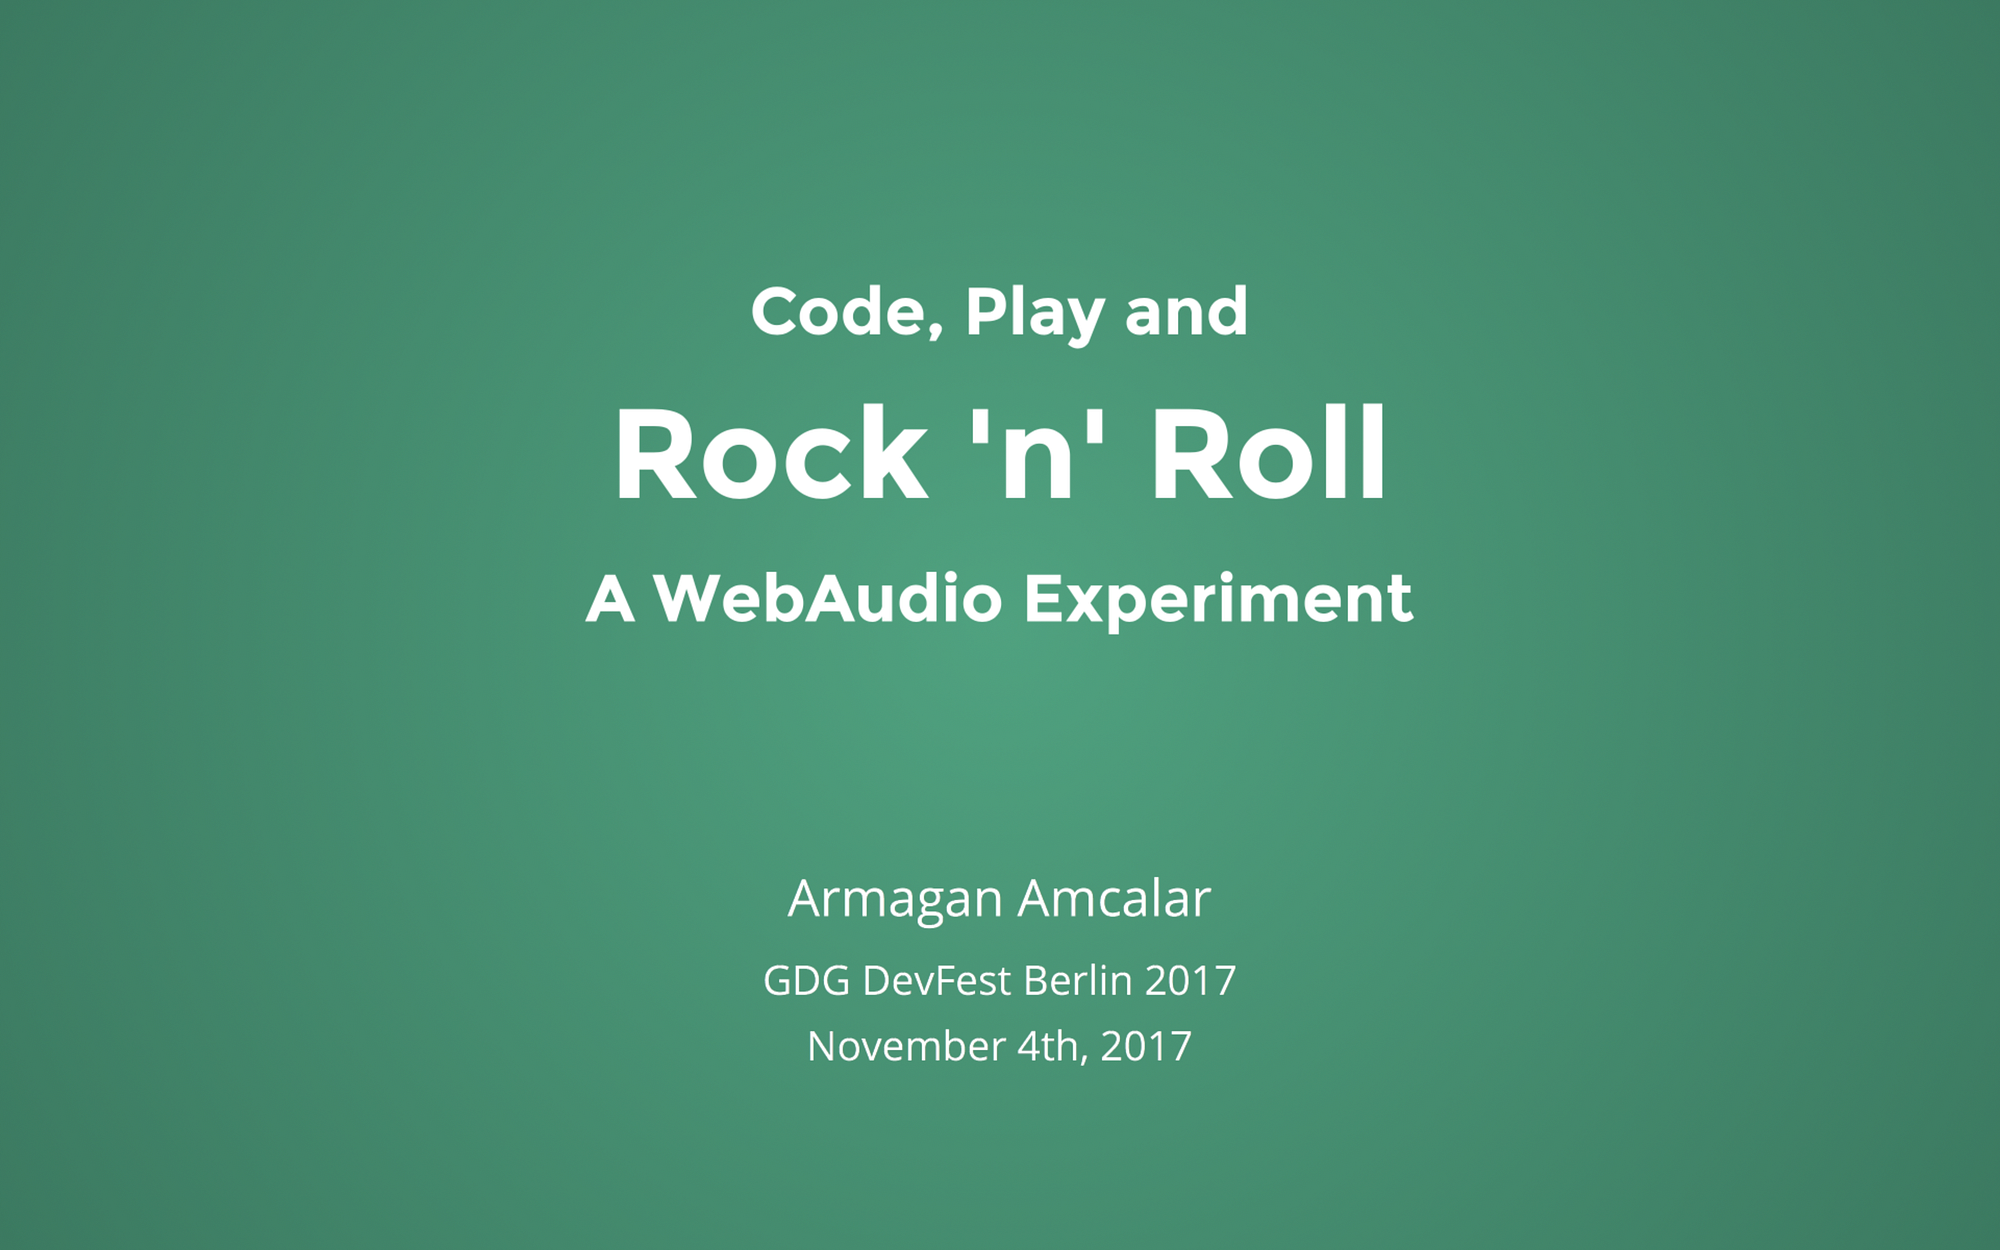 Code, Play and
Rock 'n' Roll
A WebAudio Experiment
Armagan Amcalar
GDG DevFest Berlin 2017
November 4th, 2017